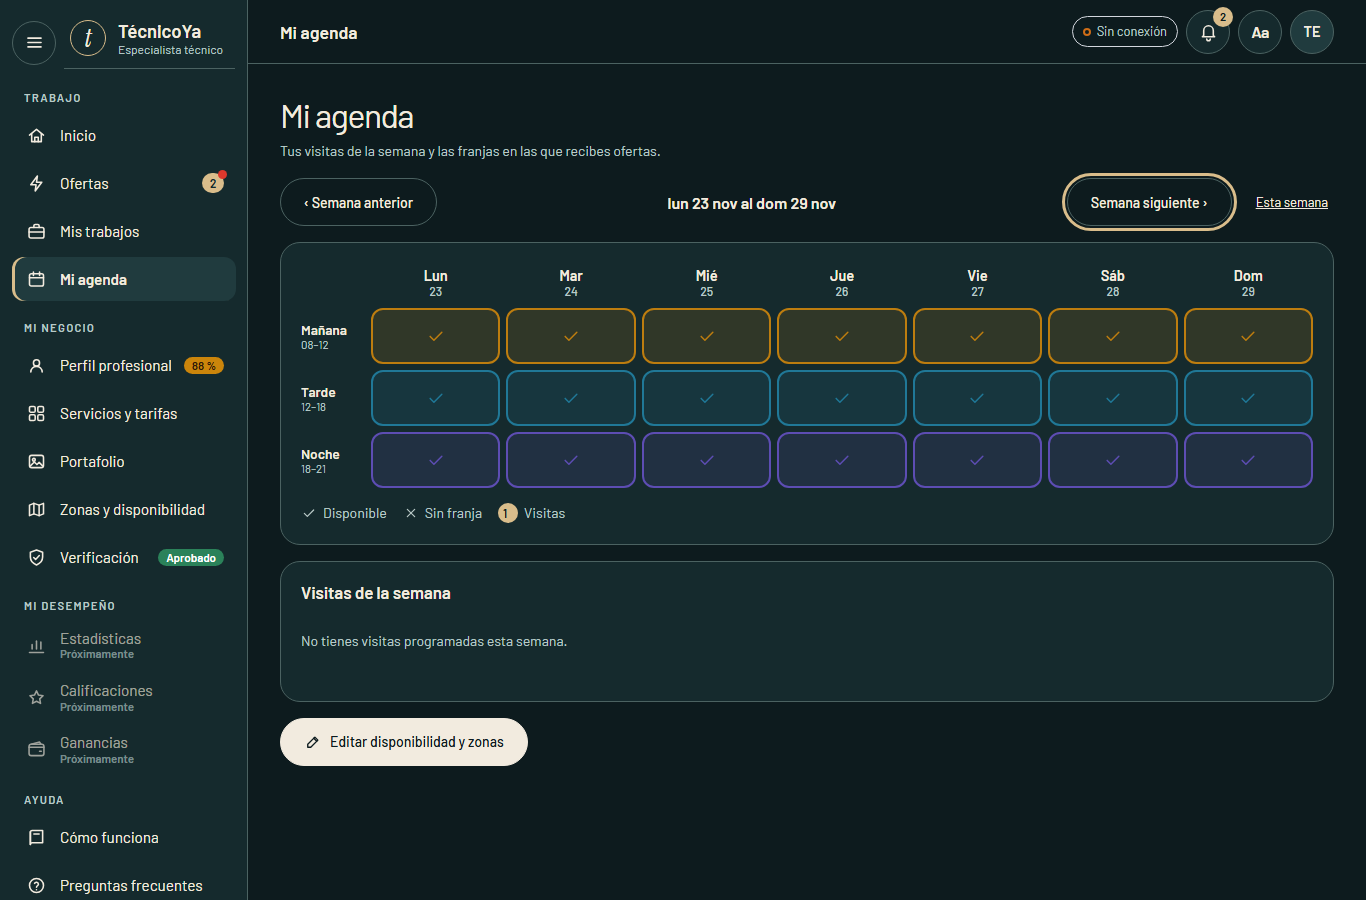 TécnicoYa
Especialista técnico
TRABAJO
Inicio
Ofertas 2
Mis trabajos
Mi agenda
MI NEGOCIO
Perfil profesional 88 %
Servicios y tarifas
Portafolio
Zonas y disponibilidad
Verificación Aprobado
MI DESEMPEÑO
Estadísticas
Próximamente
Calificaciones
Próximamente
Ganancias
Próximamente
AYUDA
Cómo funciona
Preguntas frecuentes
Mi agenda
Sin conexión 2 Aa TE
Mi agenda
Tus visitas de la semana y las franjas en las que recibes ofertas.
‹ Semana anterior lun 23 nov al dom 29 nov Semana siguiente › Esta semana
Lun Mar Mié Jue Vie Sáb Dom
23 24 25 26 27 28 29
Mañana
08–12
Tarde
12–18
Noche
18–21
Disponible Sin franja 1 Visitas
Visitas de la semana
No tienes visitas programadas esta semana.
Editar disponibilidad y zonas